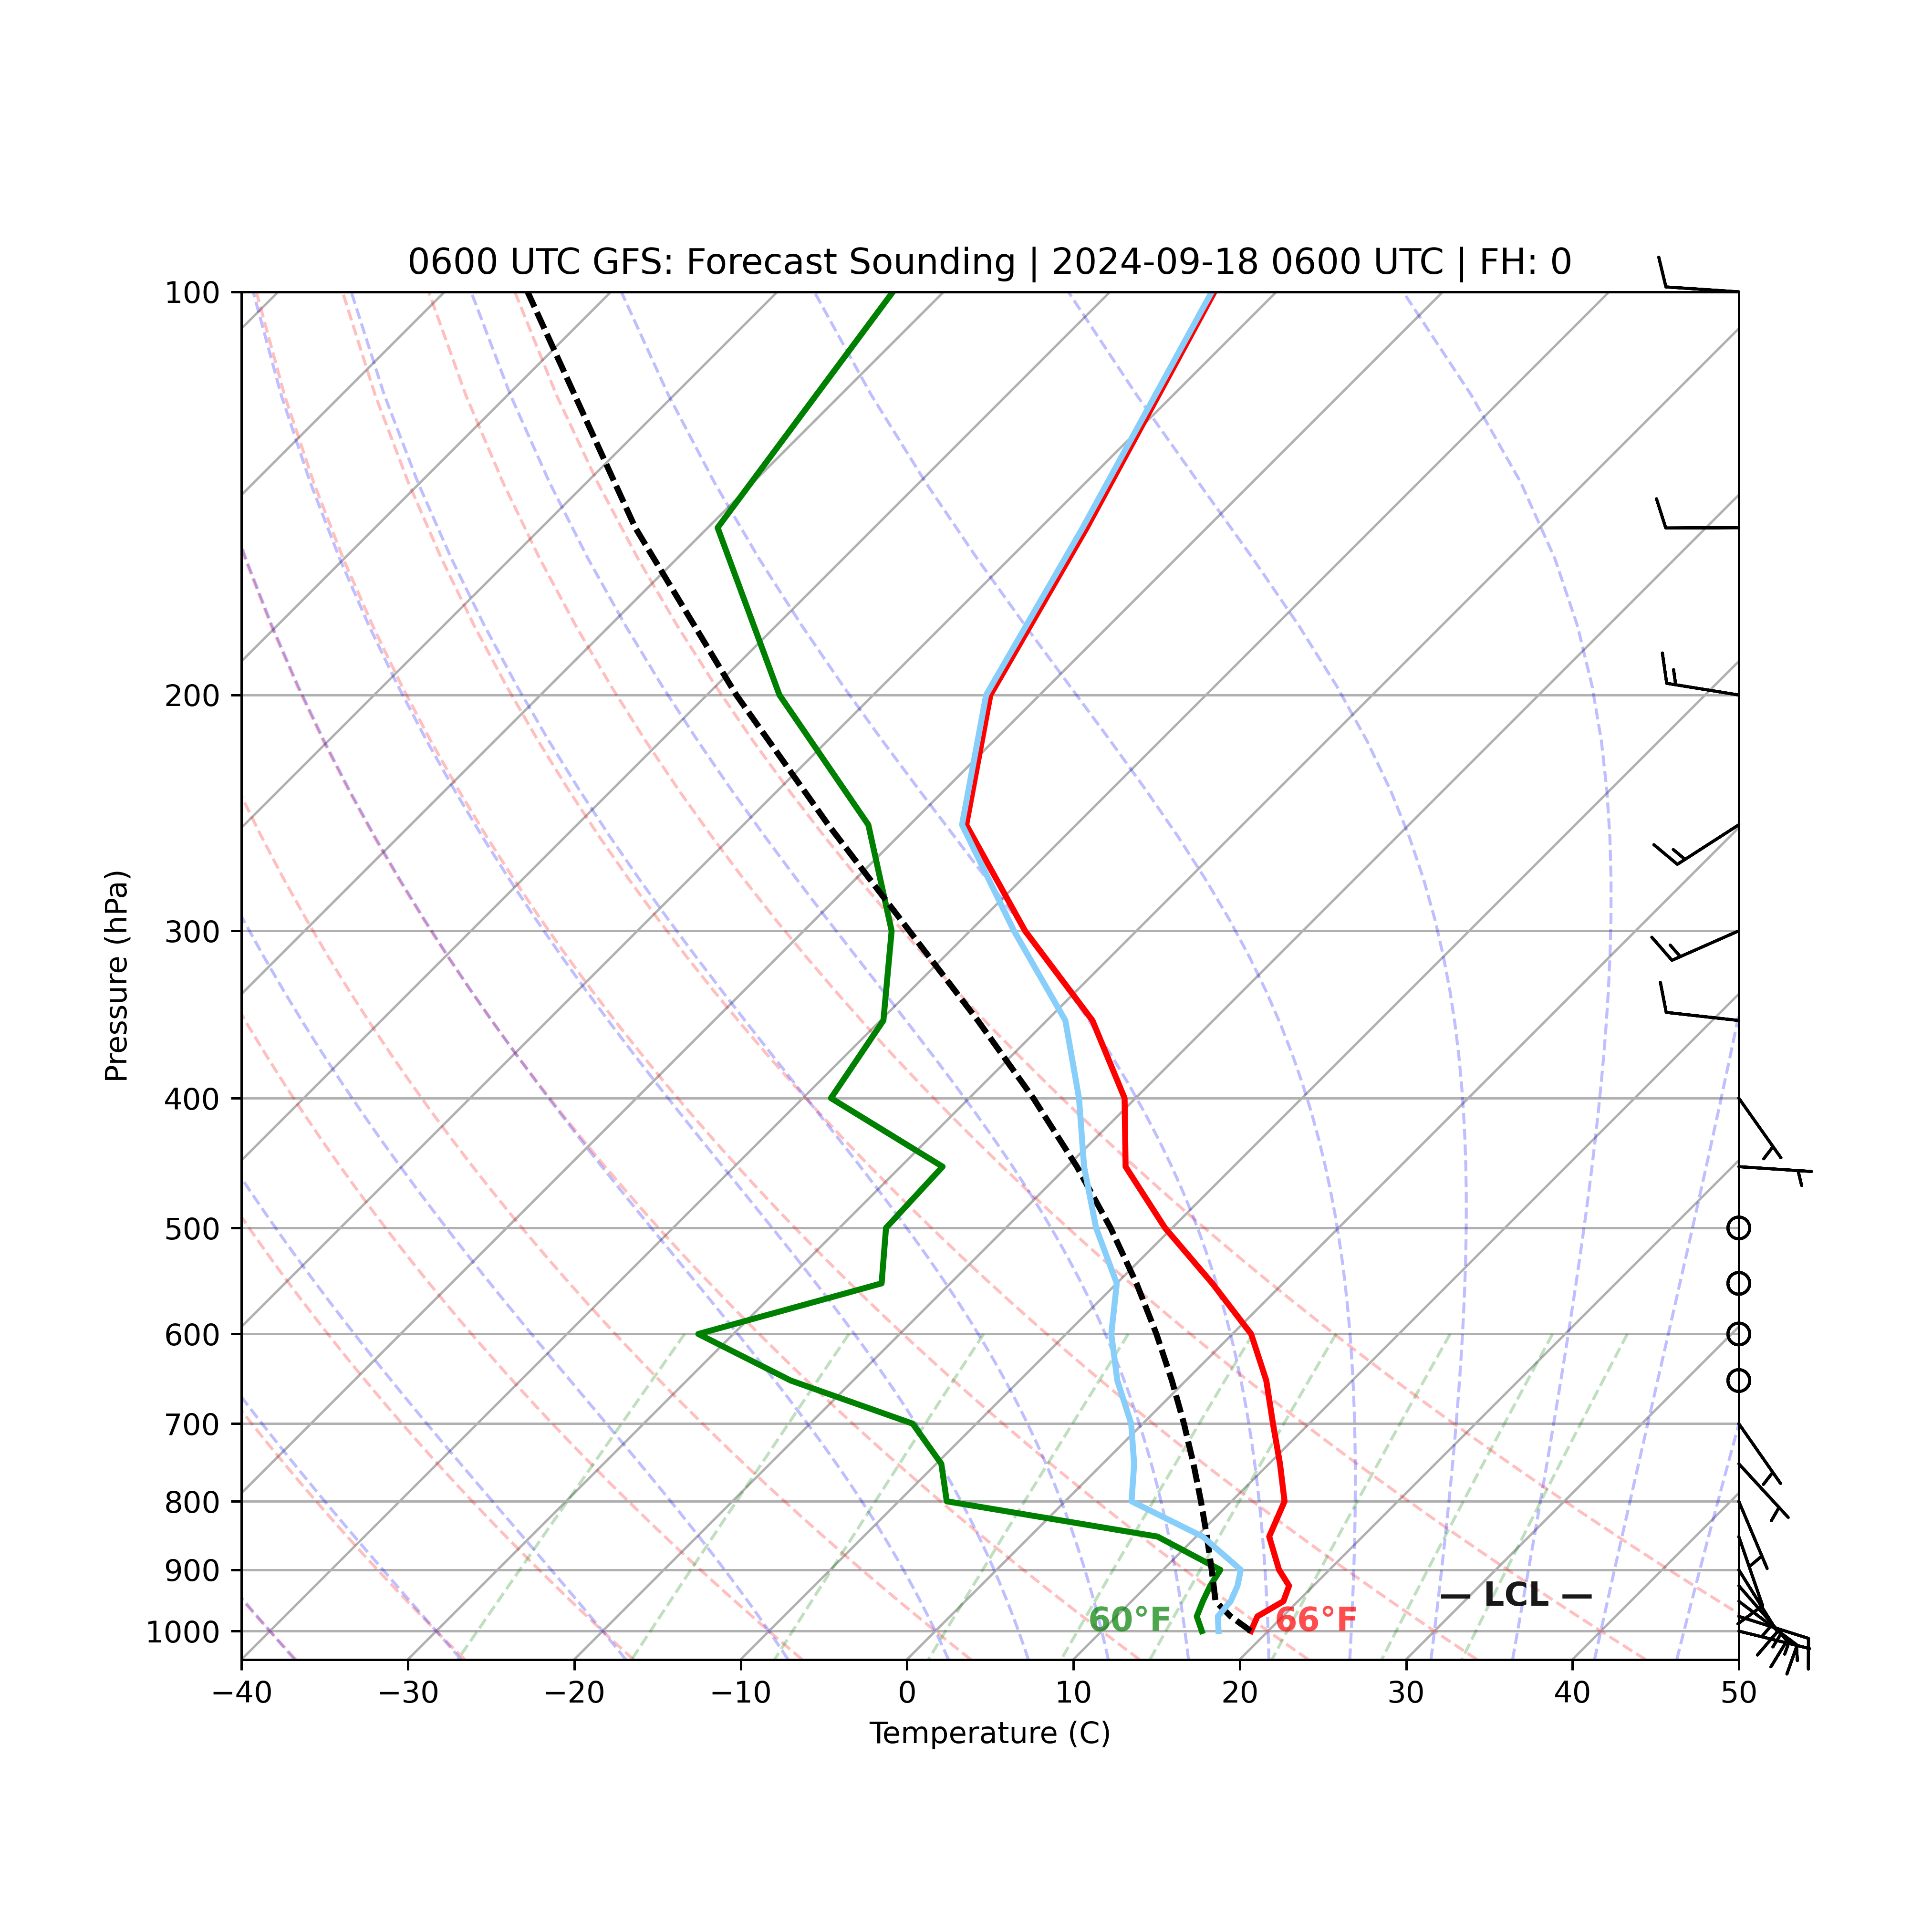 0600 UTC GFS: Forecast Sounding | 2024-09-18 0600 UTC | FH: 0
100
200
300
400
500
600
700
800
900
1000
Pressure (hPa)
— LCL —
60°F 66°F
−40 −30 −20 −10 0 10 20 30 40 50
Temperature (C)